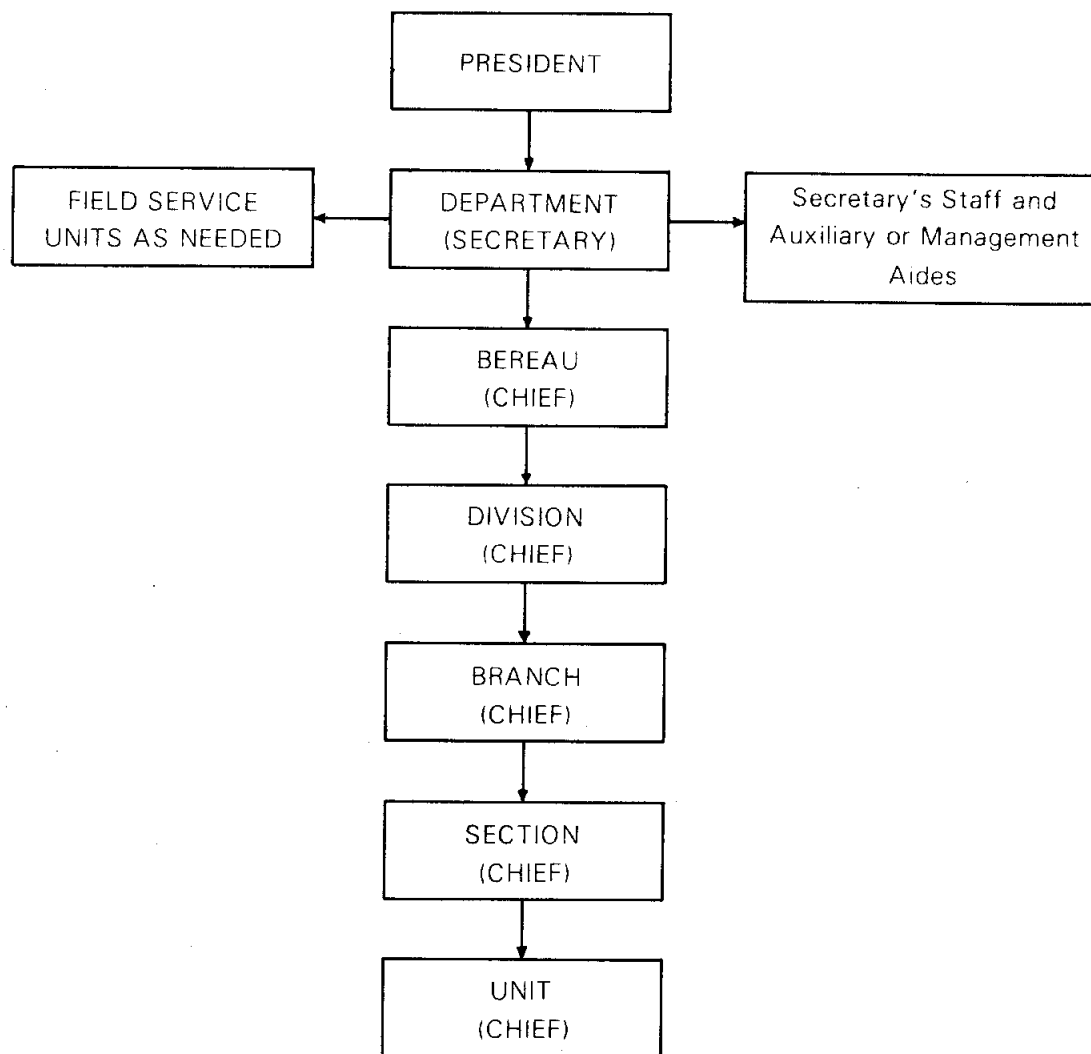 PRESIDENT
FIELD SERVICE
UNITS AS NEEDED
DEPARTMENT
(SECRETARY)
Secretary's Staff and
Auxiliary or Management
Aides
BEREAU
(CHIEF)
DIVISION
(CHIEF)
BRANCH
(CHIEF)
SECTION
(CHIEF)
UNIT
(CHIEF)